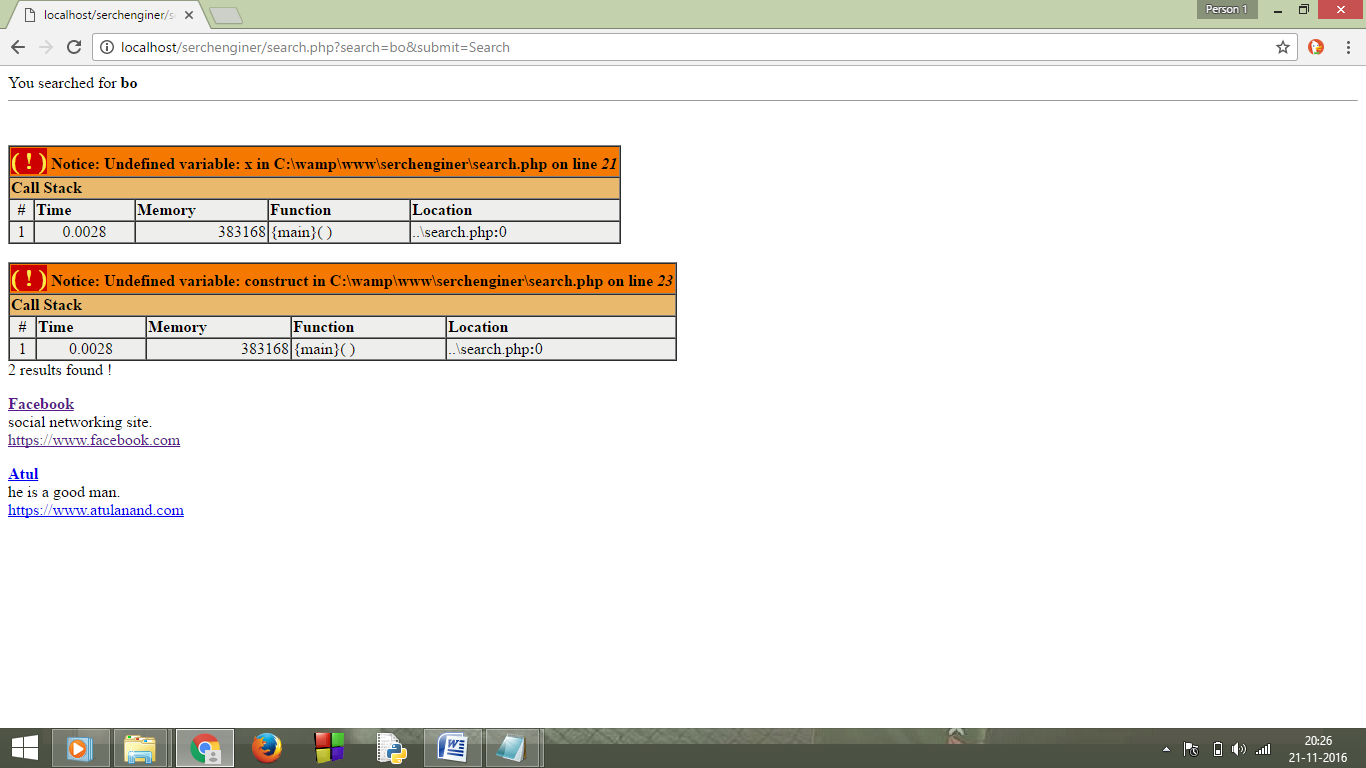 localhost/serchenginer/s
Person 1
localhost/serchenginer/search.php?search=bo&submit=Search
You searched for bo
( ! ) Notice: Undefined variable: x in C:\wamp\www\serchenginer\search.php on line 21
Call Stack
# Time Memory Function Location
1 0.0028 383168 {main}( ) ..\search.php:0
( ! ) Notice: Undefined variable: construct in C:\wamp\www\serchenginer\search.php on line 23
Call Stack
# Time Memory Function Location
1 0.0028 383168 {main}( ) ..\search.php:0
2 results found !
Facebook
social networking site.
https://www.facebook.com
Atul
he is a good man.
https://www.atulanand.com
20:26
21-11-2016